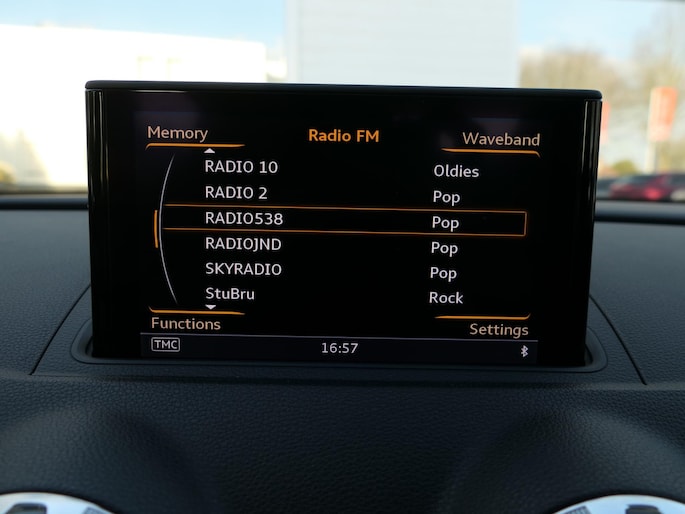 Memory Radio FM Waveband
RADIO 10 Oldies
RADIO 2 Pop
RADIO538 Pop
RADIOJND Pop
SKYRADIO Pop
StuBru Rock
Functions Settings
TMC 16:57